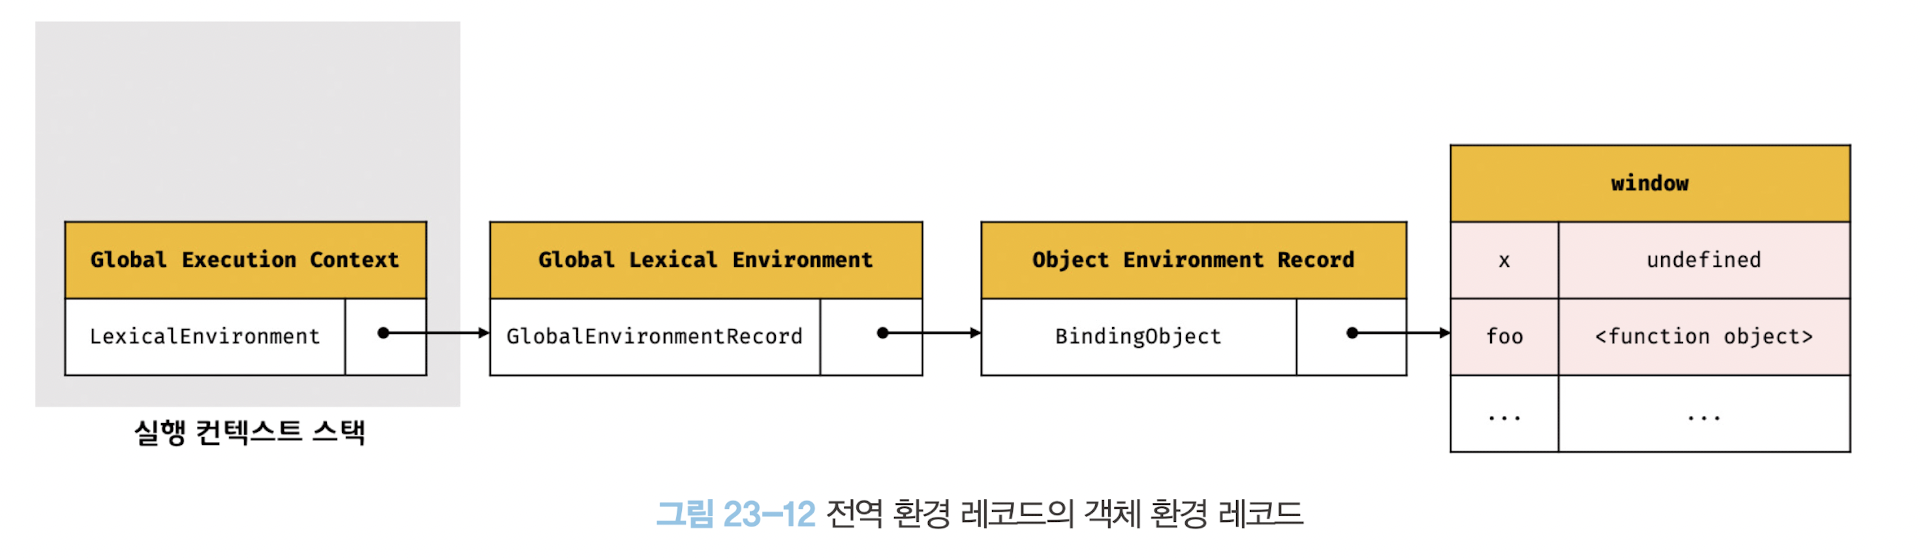 Global Execution Context
LexicalEnvironment
실행 컨텍스트 스택
Global Lexical Environment
GlobalEnvironmentRecord
Object Environment Record
BindingObject
window
x undefined
foo <function object>
... ...
그림 23-12 전역 환경 레코드의 객체 환경 레코드